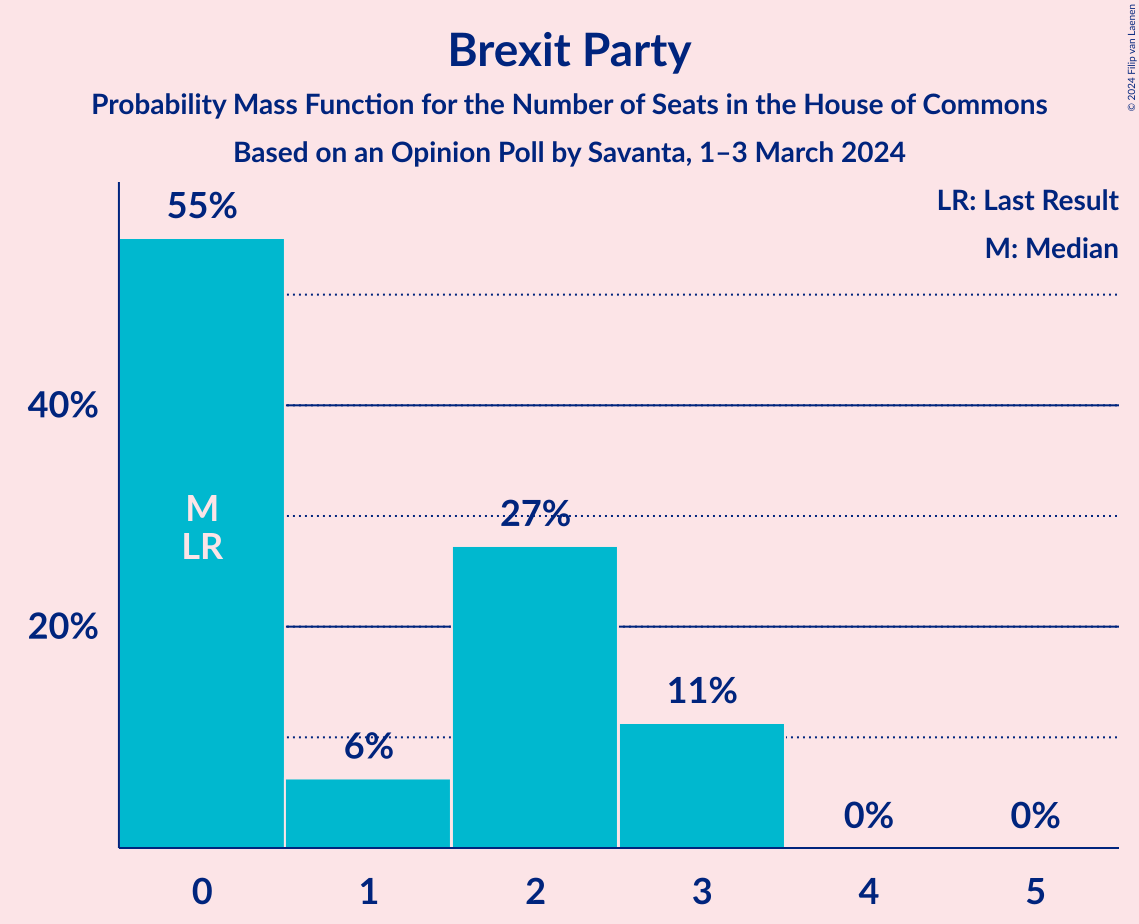 Brexit Party
Probability Mass Function for the Number of Seats in the House of Commons
Based on an Opinion Poll by Savanta, 1–3 March 2024
© 2024 Filip van Laenen
LR: Last Result
M: Median
55%
40%
M
LR
27%
20%
11%
6%
0% 0%
0 1 2 3 4 5